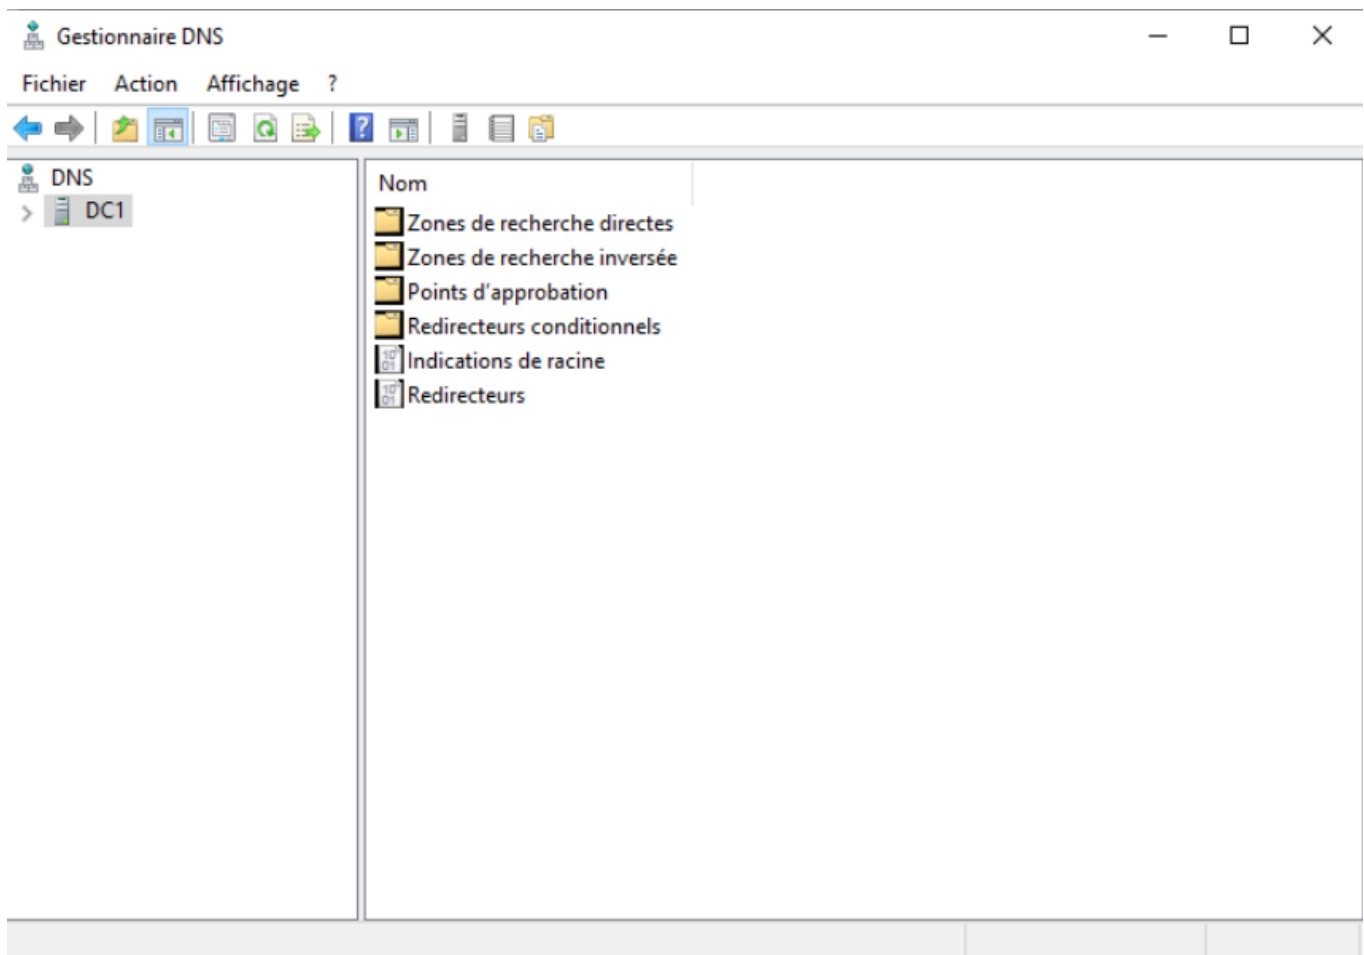 Gestionnaire DNS
Fichier Action Affichage ?
DNS
DC1
Nom
Zones de recherche directes
Zones de recherche inversée
Points d'approbation
Redirecteurs conditionnels
Indications de racine
Redirecteurs